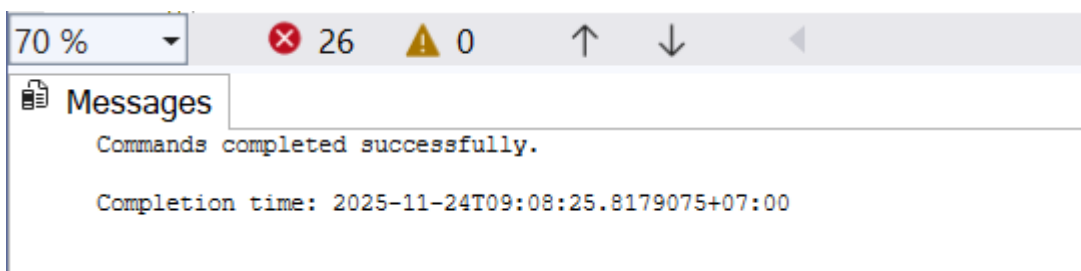 70 % 26 0
Messages
Commands completed successfully.
Completion time: 2025-11-24T09:08:25.8179075+07:00